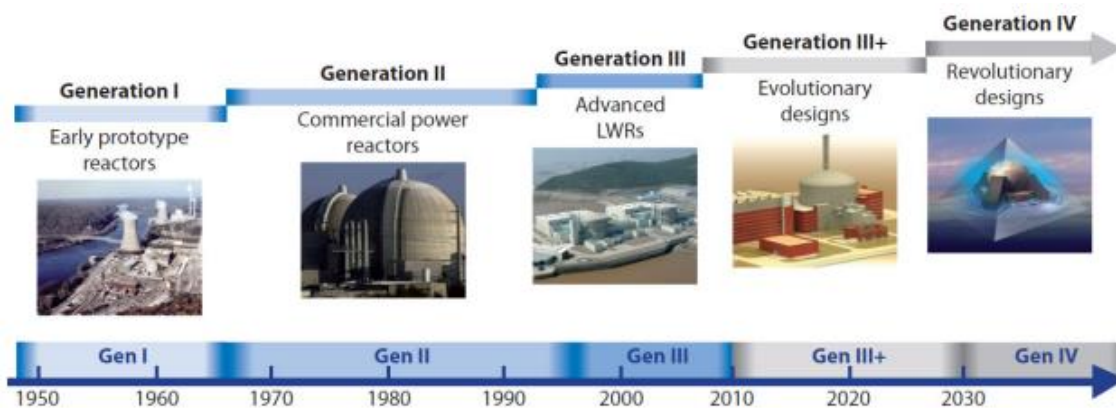 Generation I
Early prototype
reactors
Generation II
Commercial power
reactors
Generation III
Advanced
LWRs
Generation III+
Evolutionary
designs
Generation IV
Revolutionary
designs
Gen I
Gen II
Gen III
Gen III+
Gen IV
1950
1960
1970
1980
1990
2000
2010
2020
2030